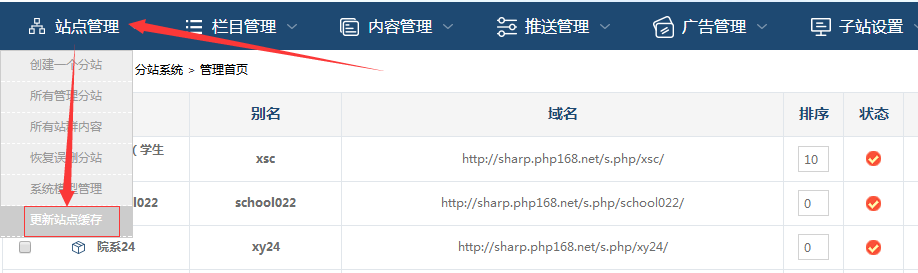 站点管理 栏目管理 内容管理 推送管理 广告管理 子站设置
创建一个分站
所有管理分站
所有站群内容
恢复误删分站
系统模型管理
更新站点缓存
分站系统 > 管理首页
别名 域名 排序 状态
( 学生
xsc http://sharp.php168.net/s.php/xsc/ 10
ol022 school022 http://sharp.php168.net/s.php/school022/ 0
院系24 xy24 http://sharp.php168.net/s.php/xy24/ 0